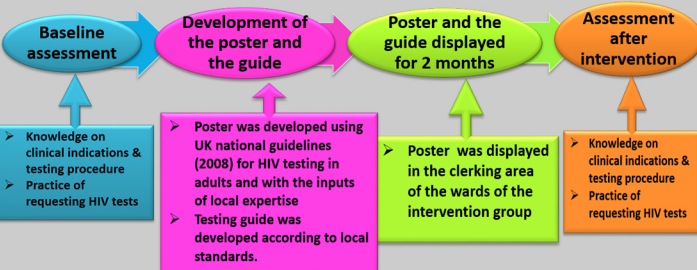 Baseline
assessment
Development of
the poster and
the guide
Poster and the
guide displayed
for 2 months
Assessment
after
intervention
➢ Knowledge on
clinical indications &
testing procedure
➢ Practice of
requesting HIV tests
➢ Poster was developed using
UK national guidelines
(2008) for HIV testing in
adults and with the inputs
of local expertise
➢ Testing guide was
developed according to local
standards.
➢ Poster was displayed
in the clerking area
of the wards of the
intervention group
➢ Knowledge on
clinical indications &
testing procedure
➢ Practice of
requesting HIV tests